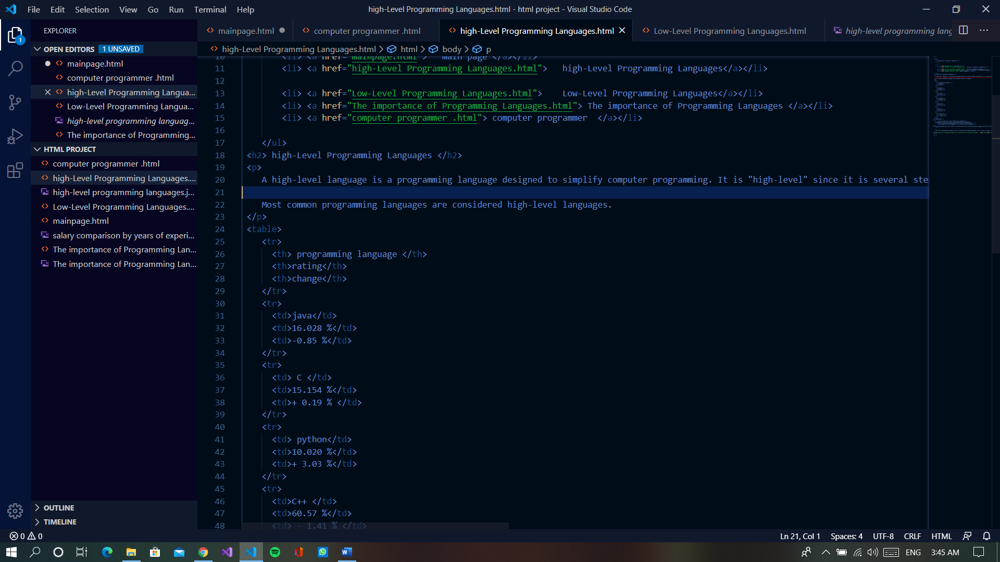 File Edit Selection View Go Run Terminal Help
high-Level Programming Languages.html - html project - Visual Studio Code
EXPLORER
mainpage.html
computer programmer .html
high-Level Programming Languages.html
Low-Level Programming Languages.html
high-level programming lang
OPEN EDITORS 1 UNSAVED
mainpage.html
computer programmer .html
high-Level Programming Langua...
Low-Level Programming Langua...
high-level programming languag...
The importance of Programming...
HTML PROJECT
computer programmer .html
high-Level Programming Languages....
high-level programming languages.j...
Low-Level Programming Languages....
mainpage.html
salary comparison by years of experi...
The importance of Programming Lan...
The importance of Programming Lan...
OUTLINE
TIMELINE
1
high-Level Programming Languages.html > html > body > p
10 <li> <a href="mainpage.html"> main page </a></li>
11 <li> <a href="high-Level Programming Languages.html"> high-Level Programming Languages</a></li>
12
13 <li> <a href="Low-Level Programming Languages.html"> Low-Level Programming Languages</a></li>
14 <li> <a href="The importance of Programming Languages.html"> The importance of Programming Languages </a></li>
15 <li> <a href="computer programmer .html"> computer programmer </a></li>
16
17 </ul>
18 <h2> high-Level Programming Languages </h2>
19 <p>
20 A high-level language is a programming language designed to simplify computer programming. It is "high-level" since it is several ste
21
22 Most common programming languages are considered high-level languages.
23 </p>
24 <table>
25 <tr>
26 <th> programming language </th>
27 <th>rating</th>
28 <th>change</th>
29 </tr>
30 <tr>
31 <td>java</td>
32 <td>16.028 %</td>
33 <td>-0.85 %</td>
34 </tr>
35 <tr>
36 <td> C </td>
37 <td>15.154 %</td>
38 <td>+ 0.19 % </td>
39 </tr>
40 <tr>
41 <td> python</td>
42 <td>10.020 %</td>
43 <td>+ 3.03 %</td>
44 </tr>
45 <tr>
46 <td>C++ </td>
47 <td>60.57 %</td>
48 <td> - 1.41 % </td>
0 0
Ln 21, Col 1 Spaces: 4 UTF-8 CRLF HTML
ENG 3:45 AM